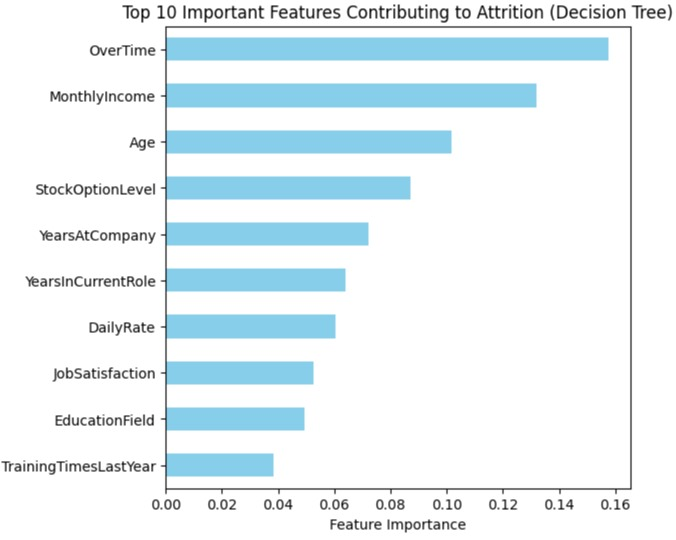 Top 10 Important Features Contributing to Attrition (Decision Tree)
OverTime
MonthlyIncome
Age
StockOptionLevel
YearsAtCompany
YearsInCurrentRole
DailyRate
JobSatisfaction
EducationField
TrainingTimesLastYear
0.00 0.02 0.04 0.06 0.08 0.10 0.12 0.14 0.16
Feature Importance